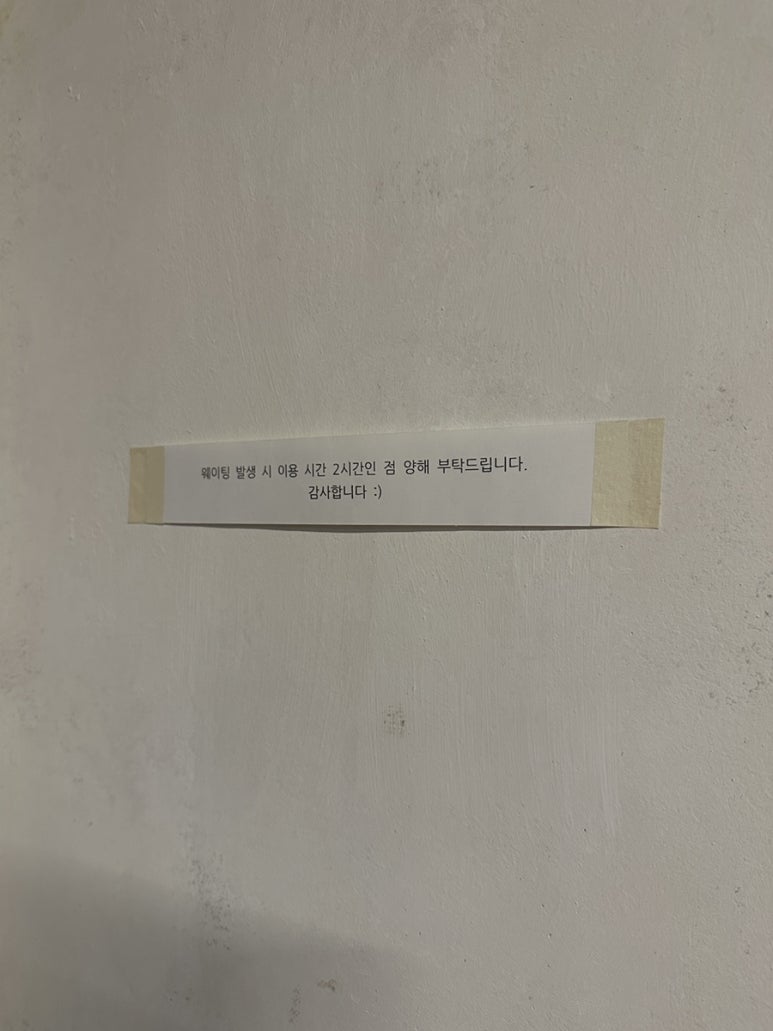 웨이팅 발생 시 이용 시간 2시간인 점 양해 부탁드립니다.
감사합니다 :)